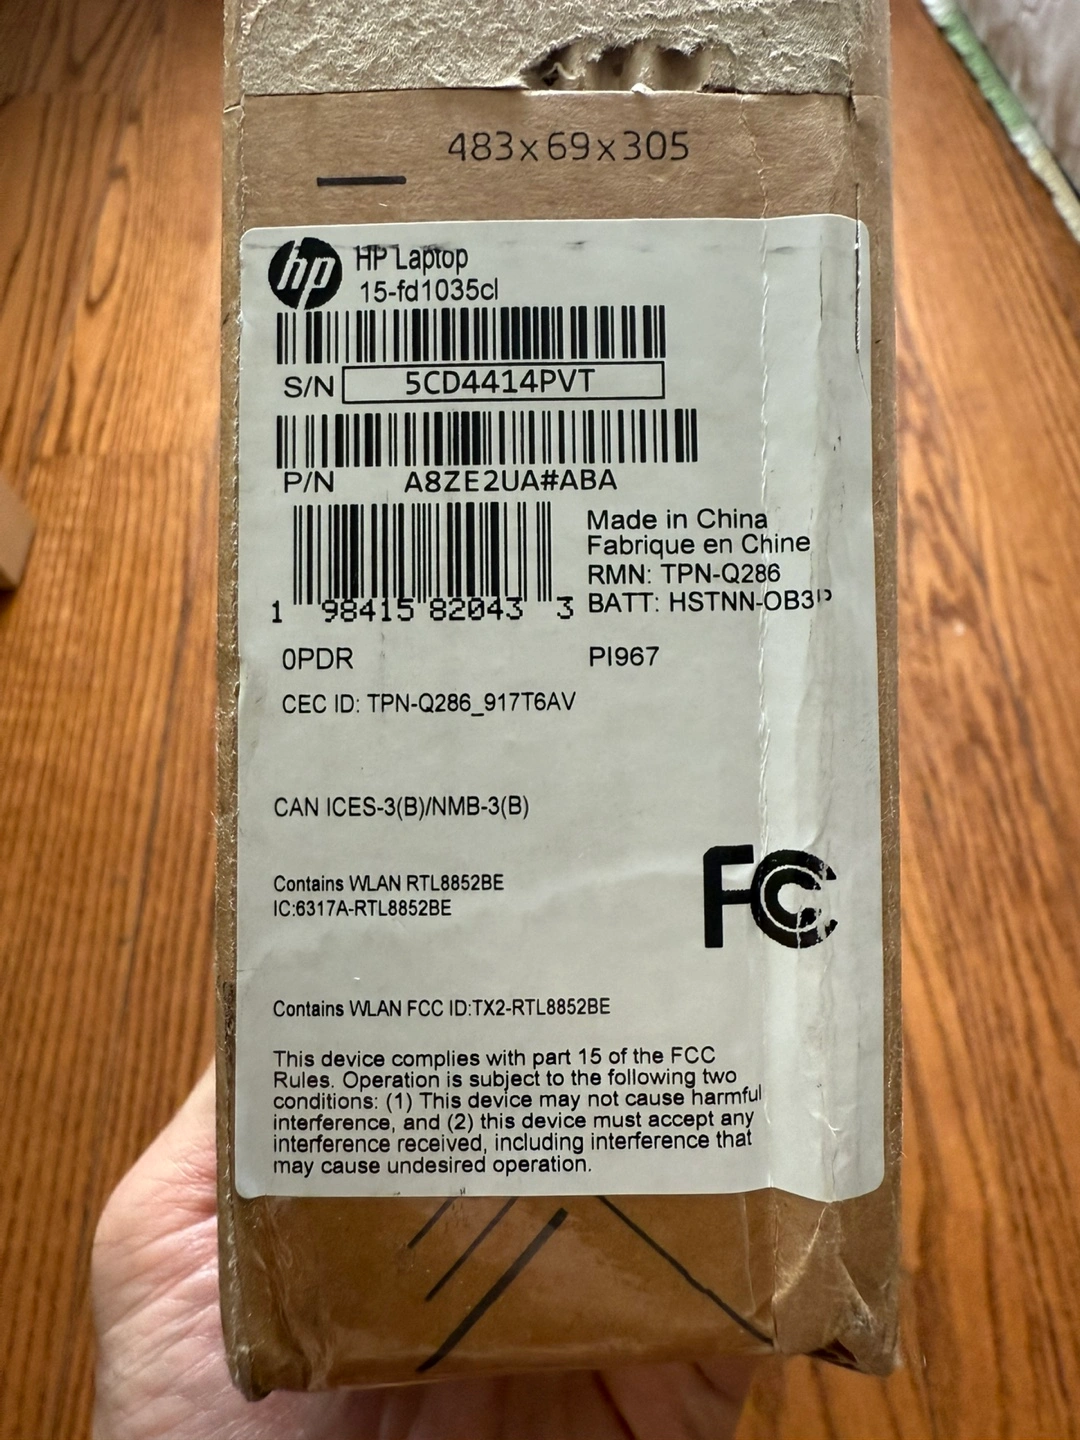 483x69x305
hp
HP Laptop
15-fd1035cl
S/N 5CD4414PVT
P/N A8ZE2UA#ABA
Made in China
Fabrique en Chine
RMN: TPN-Q286
BATT: HSTNN-OB3P
1 98415 82043 3
0PDR PI967
CEC ID: TPN-Q286_917T6AV
CAN ICES-3(B)/NMB-3(B)
Contains WLAN RTL8852BE
IC:6317A-RTL8852BE
FC
Contains WLAN FCC ID:TX2-RTL8852BE
This device complies with part 15 of the FCC
Rules. Operation is subject to the following two
conditions: (1) This device may not cause harmful
interference, and (2) this device must accept any
interference received, including interference that
may cause undesired operation.